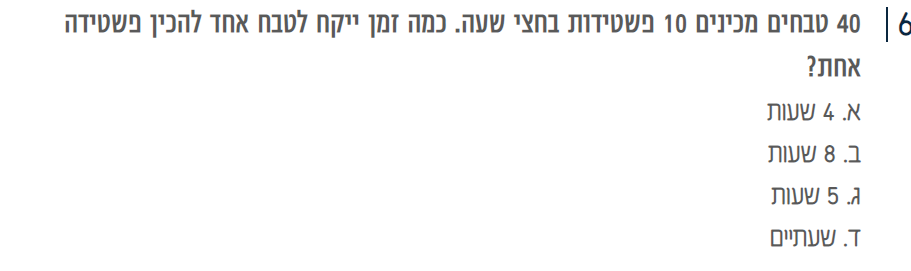 6 | 40 טבחים מכינים 10 פשטידות בחצי שעה. כמה זמן ייקח לטבח אחד להכין פשטידה
אחת?
א. 4 שעות
ב. 8 שעות
ג. 5 שעות
ד. שעתיים